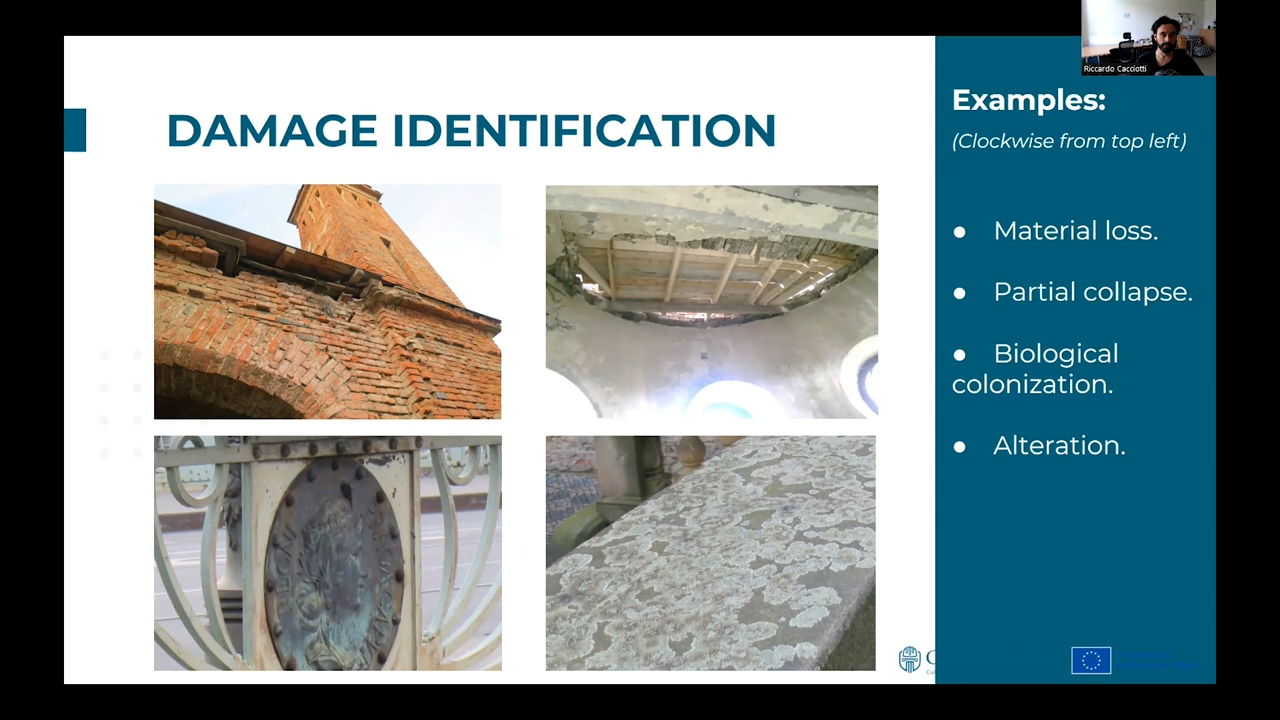 Riccardo Cacciotti
DAMAGE IDENTIFICATION
Examples:
(Clockwise from top left)
● Material loss.
● Partial collapse.
● Biological
colonization.
● Alteration.